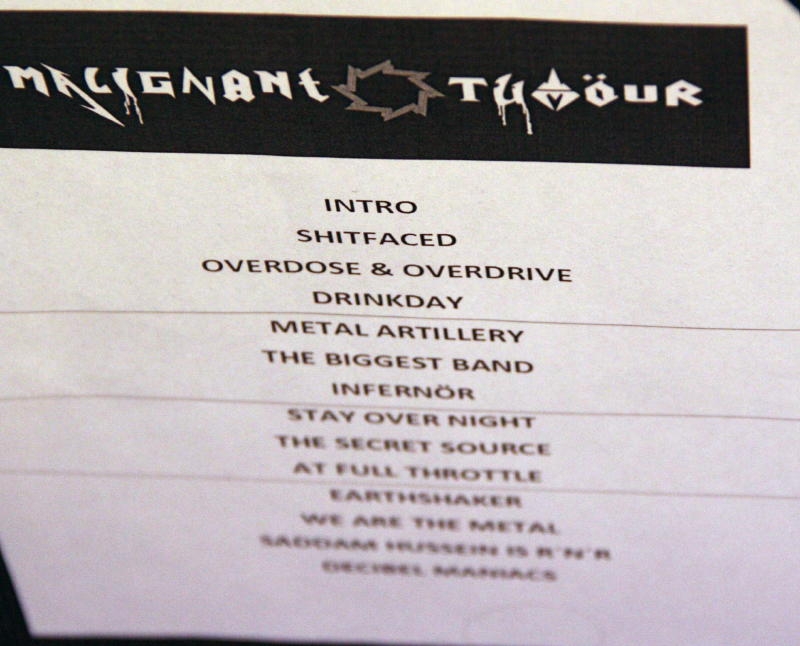 MALIGNANT TUMÖUR
INTRO
SHITFACED
OVERDOSE & OVERDRIVE
DRINKDAY
METAL ARTILLERY
THE BIGGEST BAND
INFERNÖR
STAY OVER NIGHT
THE SECRET SOURCE
AT FULL THROTTLE
EARTHSHAKER
WE ARE THE METAL
SADDAM HUSSEIN IS R'N'R
DECIBEL MANIACS